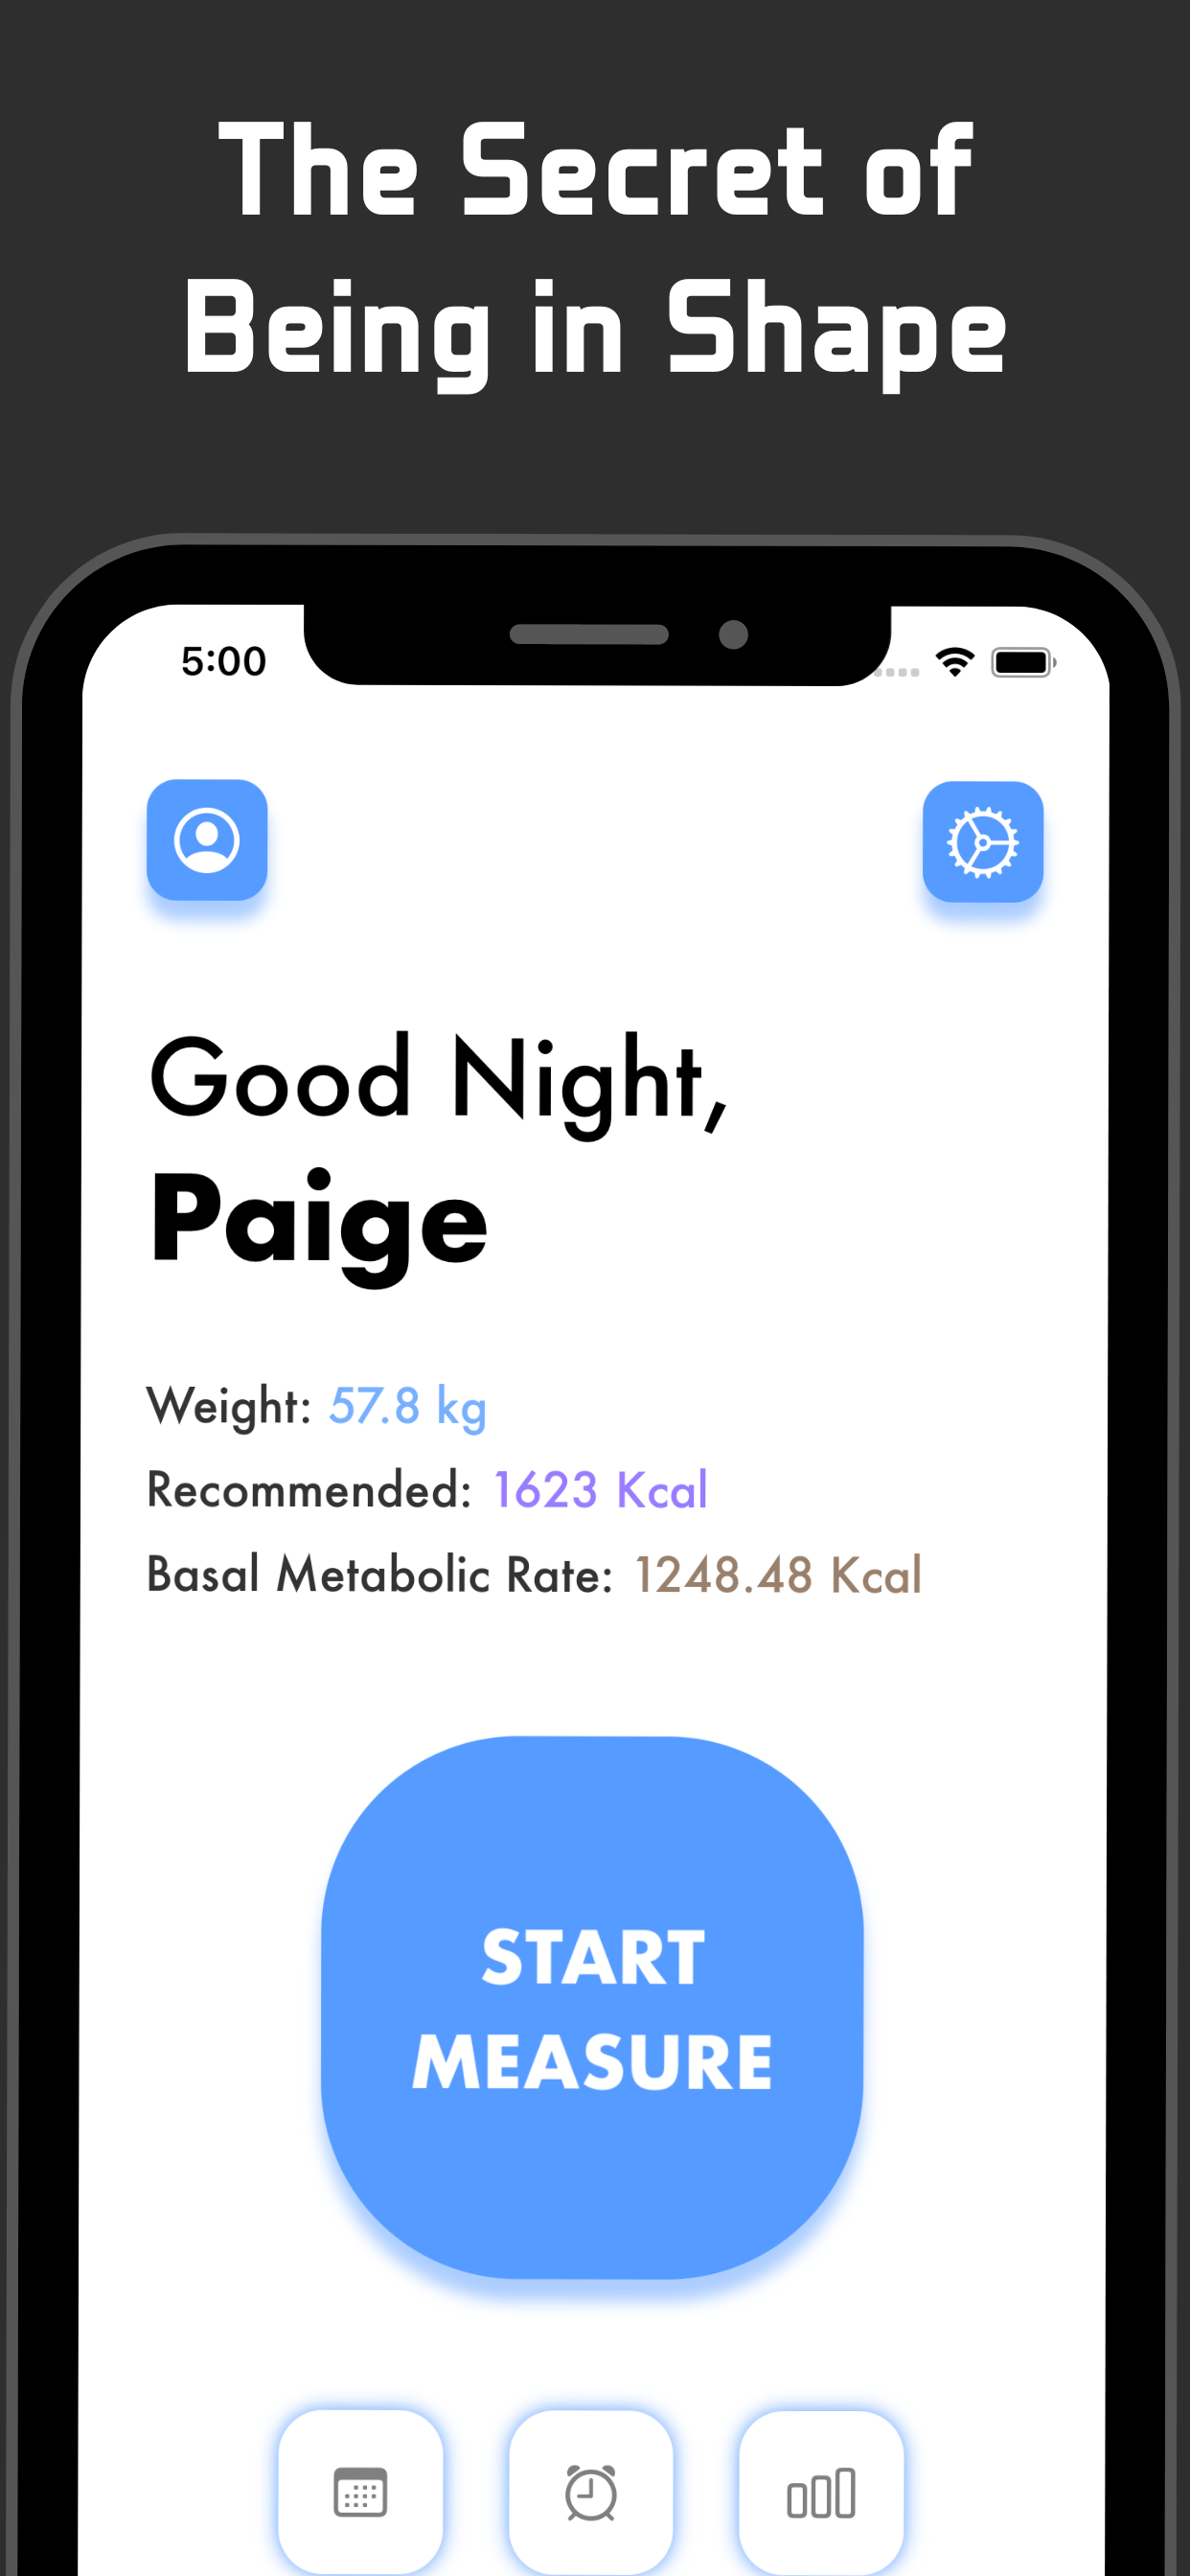 The Secret of
Being in Shape
5:00
Good Night,
Paige
Weight: 57.8 kg
Recommended: 1623 Kcal
Basal Metabolic Rate: 1248.48 Kcal
START
MEASURE